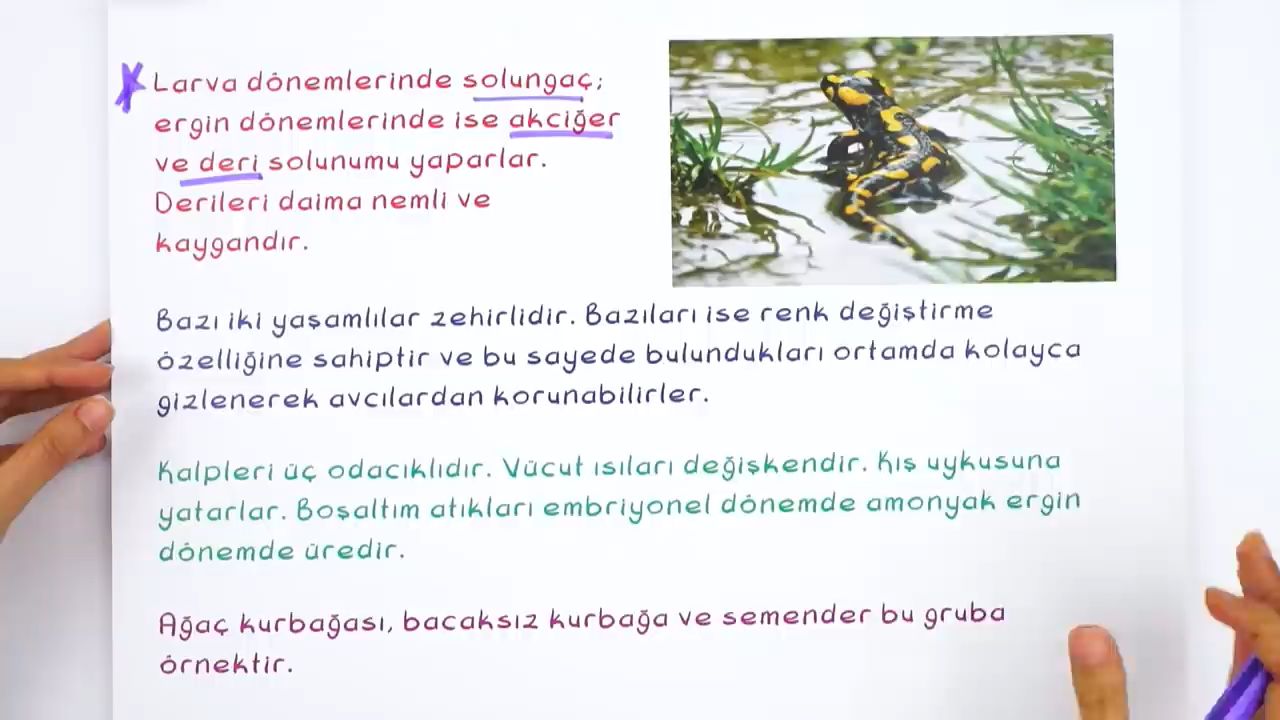 Larva dönemlerinde solungaç;
ergin dönemlerinde ise akciğer
ve deri solunumu yaparlar.
Derileri daima nemli ve
kaygandır.
Bazı iki yaşamlılar zehirlidir. Bazıları ise renk değiştirme
özelliğine sahiptir ve bu sayede bulundukları ortamda kolayca
gizlenerek avcılardan korunabilirler.
Kalpleri üç odacıklıdır. Vücut ısıları değişkendir. Kış uykusuna
yatarlar. Boşaltım atıkları embriyonel dönemde amonyak ergin
dönemde üredir.
Ağaç kurbağası, bacaksız kurbağa ve semender bu gruba
örnektir.